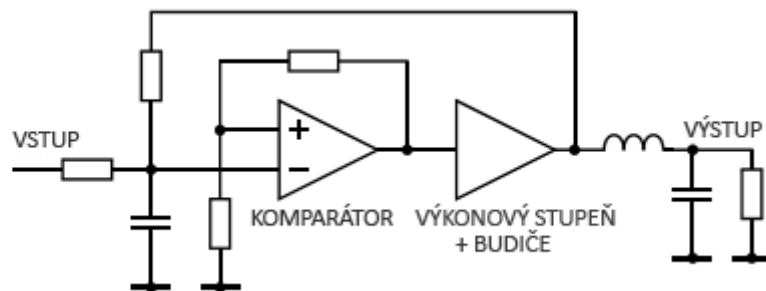 VSTUP
VÝSTUP
+
−
KOMPARÁTOR
VÝKONOVÝ STUPEŇ
+ BUDIČE